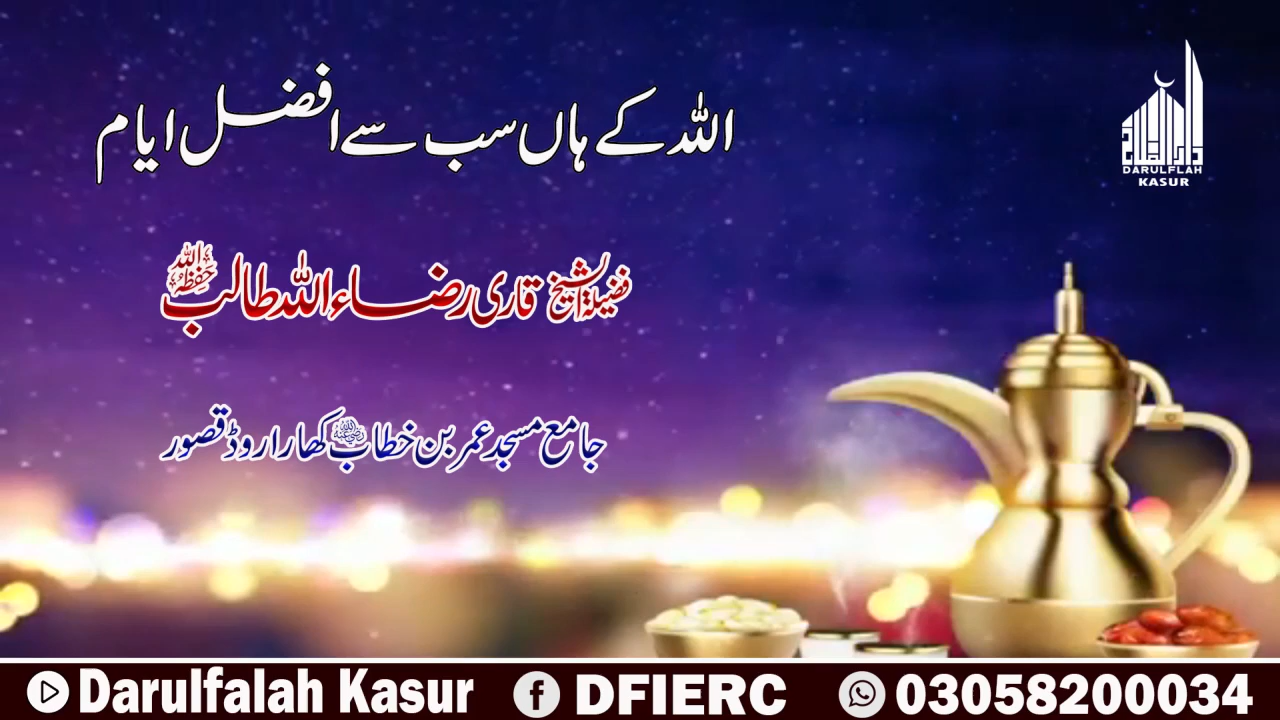 اللہ کے ہاں سب سے افضل ایام
دارالفلاح
DARULFLAH
KASUR
فضیلۃ الشیخ قاری رضاء اللہ طالب حفظہ اللہ
جامع مسجد عمر بن خطاب رضی اللہ عنہ کھارا روڈ قصور
Darulfalah Kasur
DFIERC
03058200034